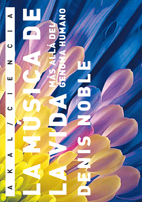 AKAL/CIENCIA
LA MÚSICA DE
LA VIDA
MÁS ALLÁ DEL
GENOMA HUMANO
DENIS NOBLE